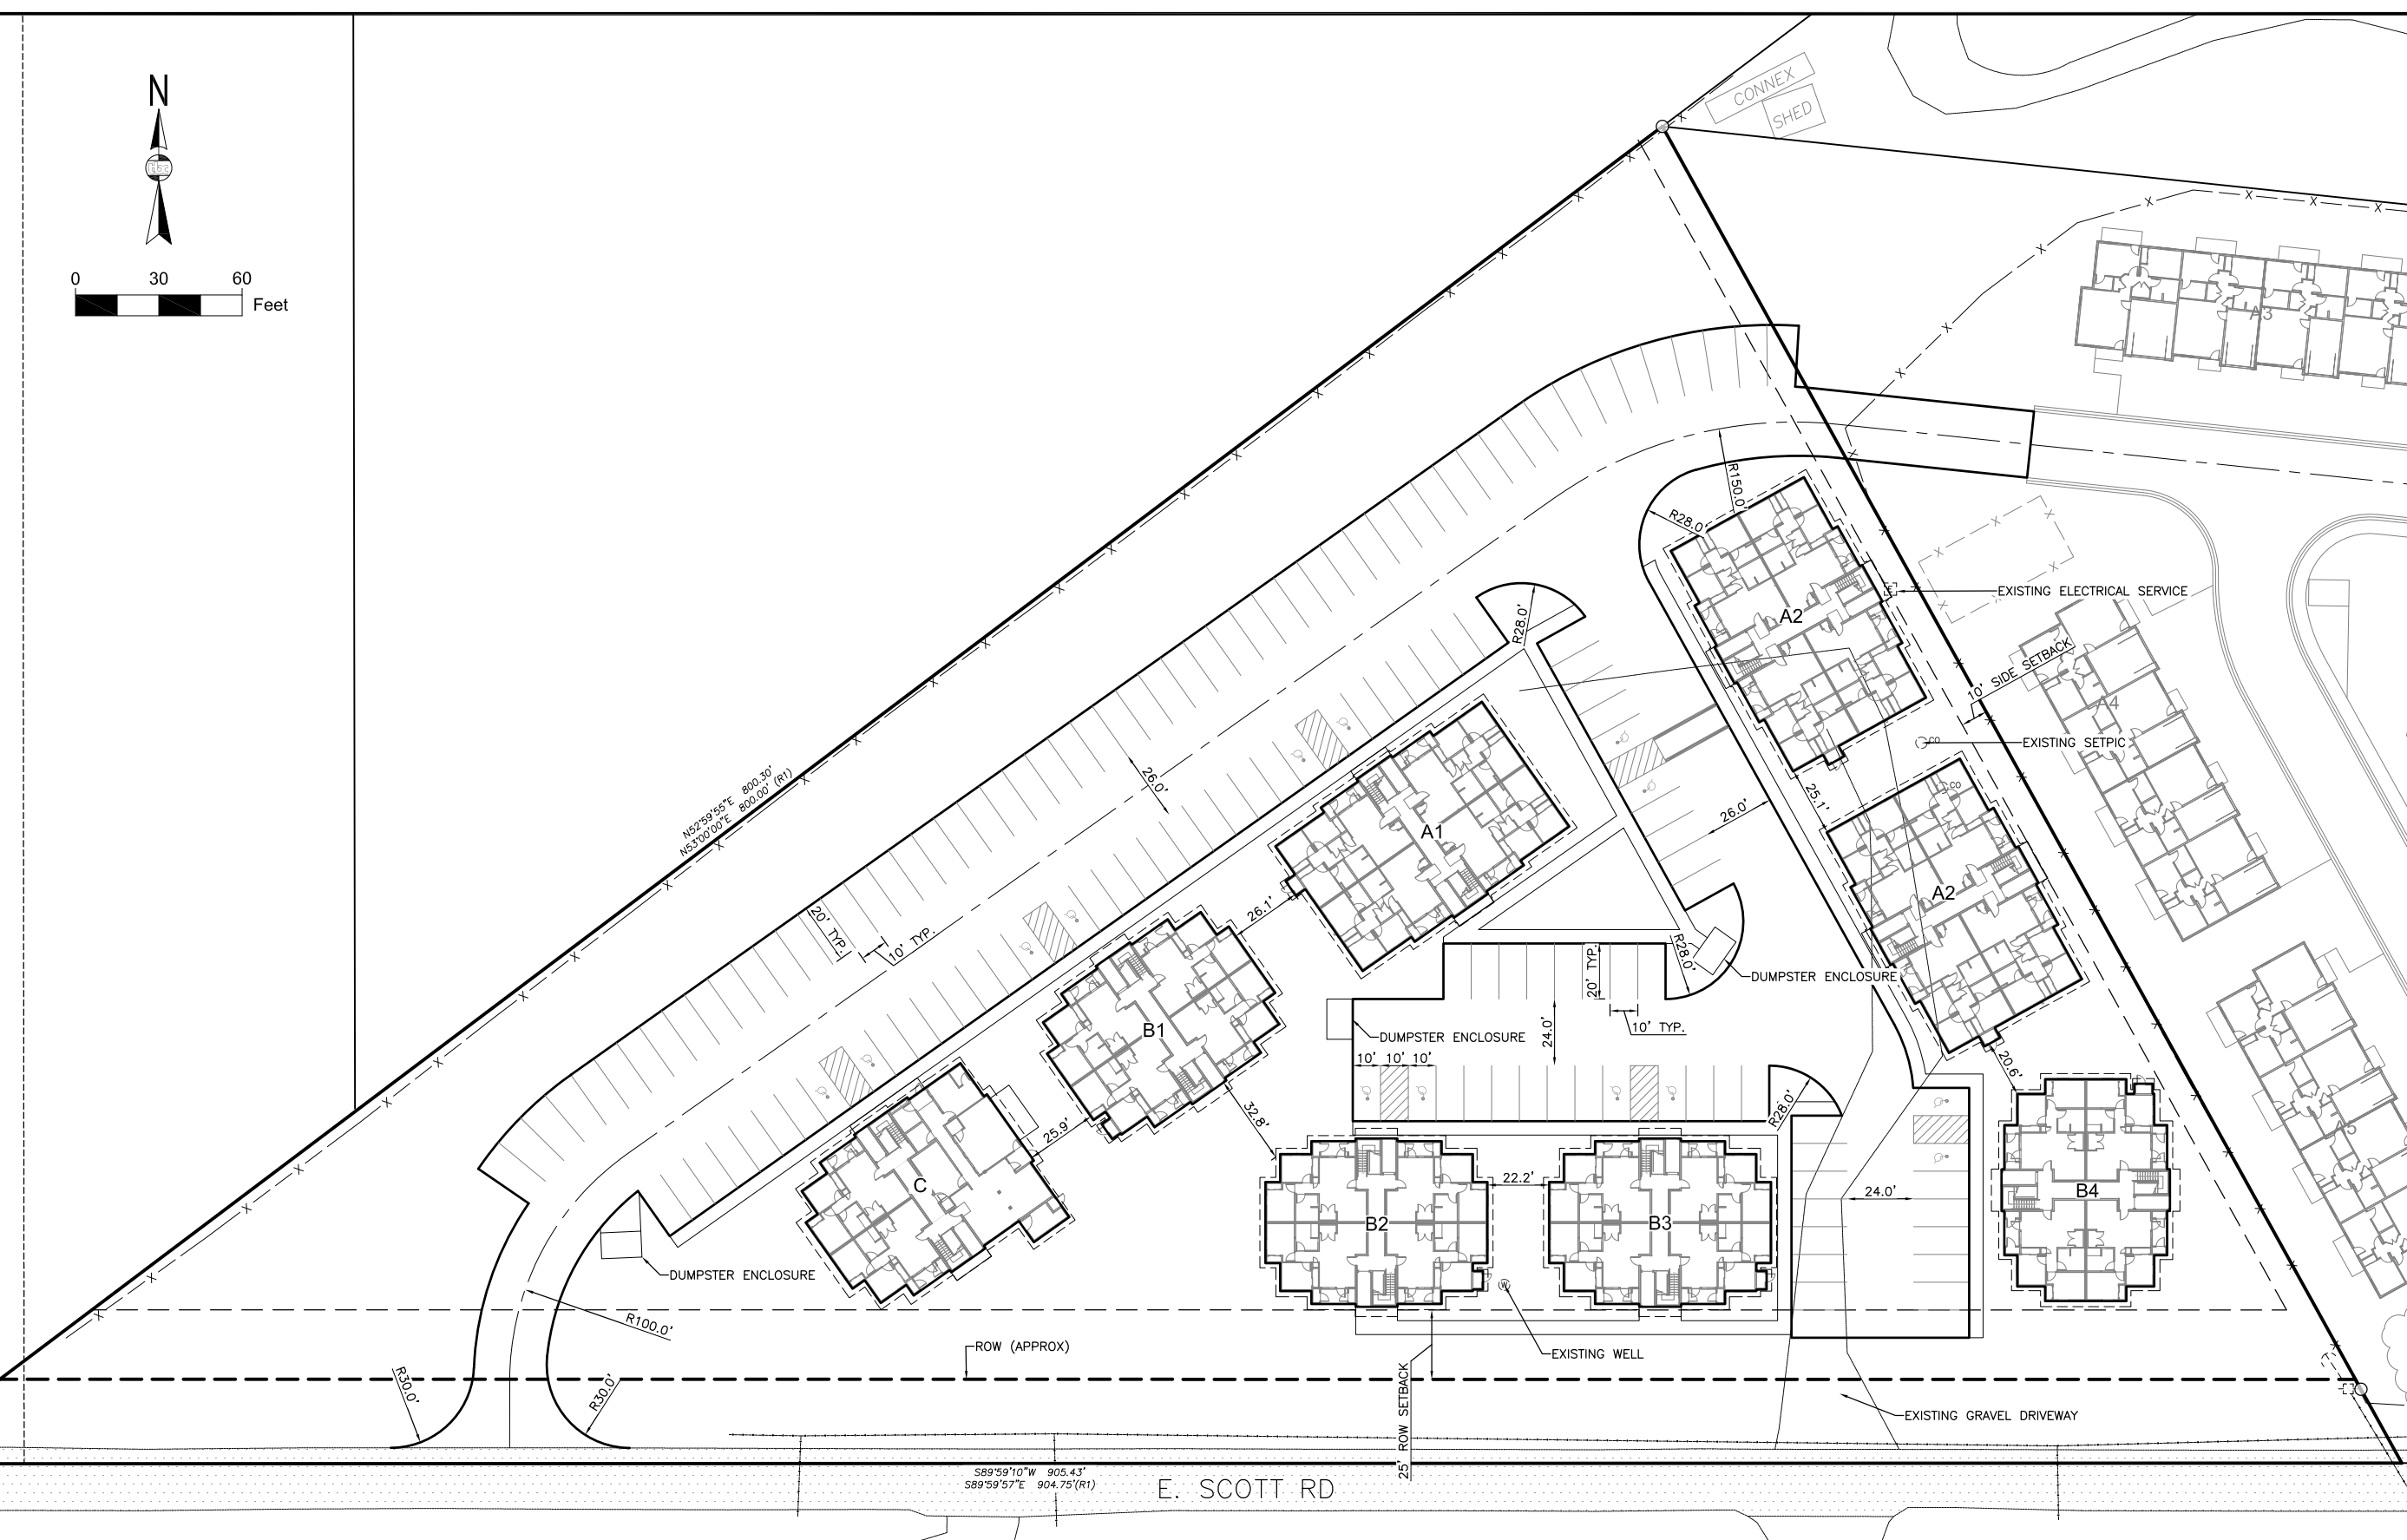 N
0 30 60
Feet
CONNEX
SHED
A3
R150.0'
R28.0'
A2
EXISTING ELECTRICAL SERVICE
R28.0'
10' SIDE SETBACK
A4
CO
EXISTING SETPIC
N52°59'55"E 800.30'
N53°00'00"E 800.00' (R1)
26.0'
25.1'
CO
26.0'
A1
A2
20' TYP.
10' TYP.
26.1'
R28.0'
DUMPSTER ENCLOSURE
20' TYP.
10' TYP.
B1
DUMPSTER ENCLOSURE
24.0'
10' 10' 10'
20.6'
R28.0'
32.8'
25.9'
C
22.2'
24.0'
B4
B2
B3
DUMPSTER ENCLOSURE
W
R100.0'
ROW (APPROX)
EXISTING WELL
R30.0'
R30.0'
25' ROW SETBACK
EXISTING GRAVEL DRIVEWAY
S89°59'10"W 905.43'
S89°59'57"E 904.75'(R1)
E. SCOTT RD